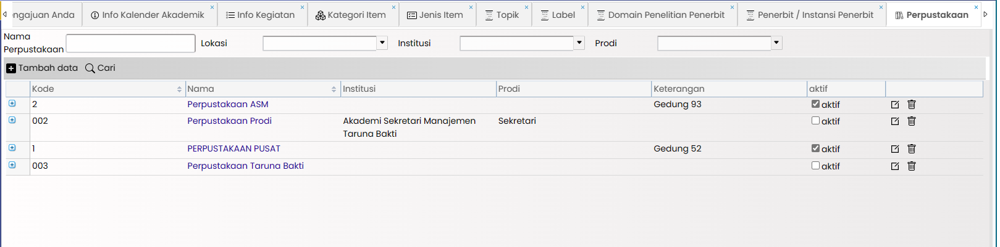 ngajuan Anda Info Kalender Akademik Info Kegiatan Kategori Item Jenis Item Topik Label Domain Penelitian Penerbit Penerbit / Instansi Penerbit Perpustakaan
Nama Perpustakaan Lokasi Institusi Prodi
Tambah data Cari
Kode Nama Institusi Prodi Keterangan aktif
2 Perpustakaan ASM Gedung 93 aktif
002 Perpustakaan Prodi Akademi Sekretari Manajemen Taruna Bakti Sekretari aktif
1 PERPUSTAKAAN PUSAT Gedung 52 aktif
003 Perpustakaan Taruna Bakti aktif